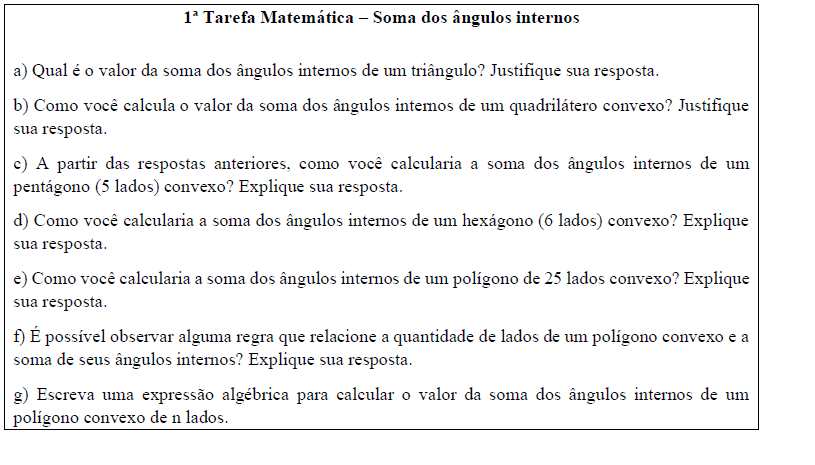 1ª Tarefa Matemática – Soma dos ângulos internos
a) Qual é o valor da soma dos ângulos internos de um triângulo? Justifique sua resposta.
b) Como você calcula o valor da soma dos ângulos internos de um quadrilátero convexo? Justifique
sua resposta.
c) A partir das respostas anteriores, como você calcularia a soma dos ângulos internos de um
pentágono (5 lados) convexo? Explique sua resposta.
d) Como você calcularia a soma dos ângulos internos de um hexágono (6 lados) convexo? Explique
sua resposta.
e) Como você calcularia a soma dos ângulos internos de um polígono de 25 lados convexo? Explique
sua resposta.
f) É possível observar alguma regra que relacione a quantidade de lados de um polígono convexo e a
soma de seus ângulos internos? Explique sua resposta.
g) Escreva uma expressão algébrica para calcular o valor da soma dos ângulos internos de um
polígono convexo de n lados.